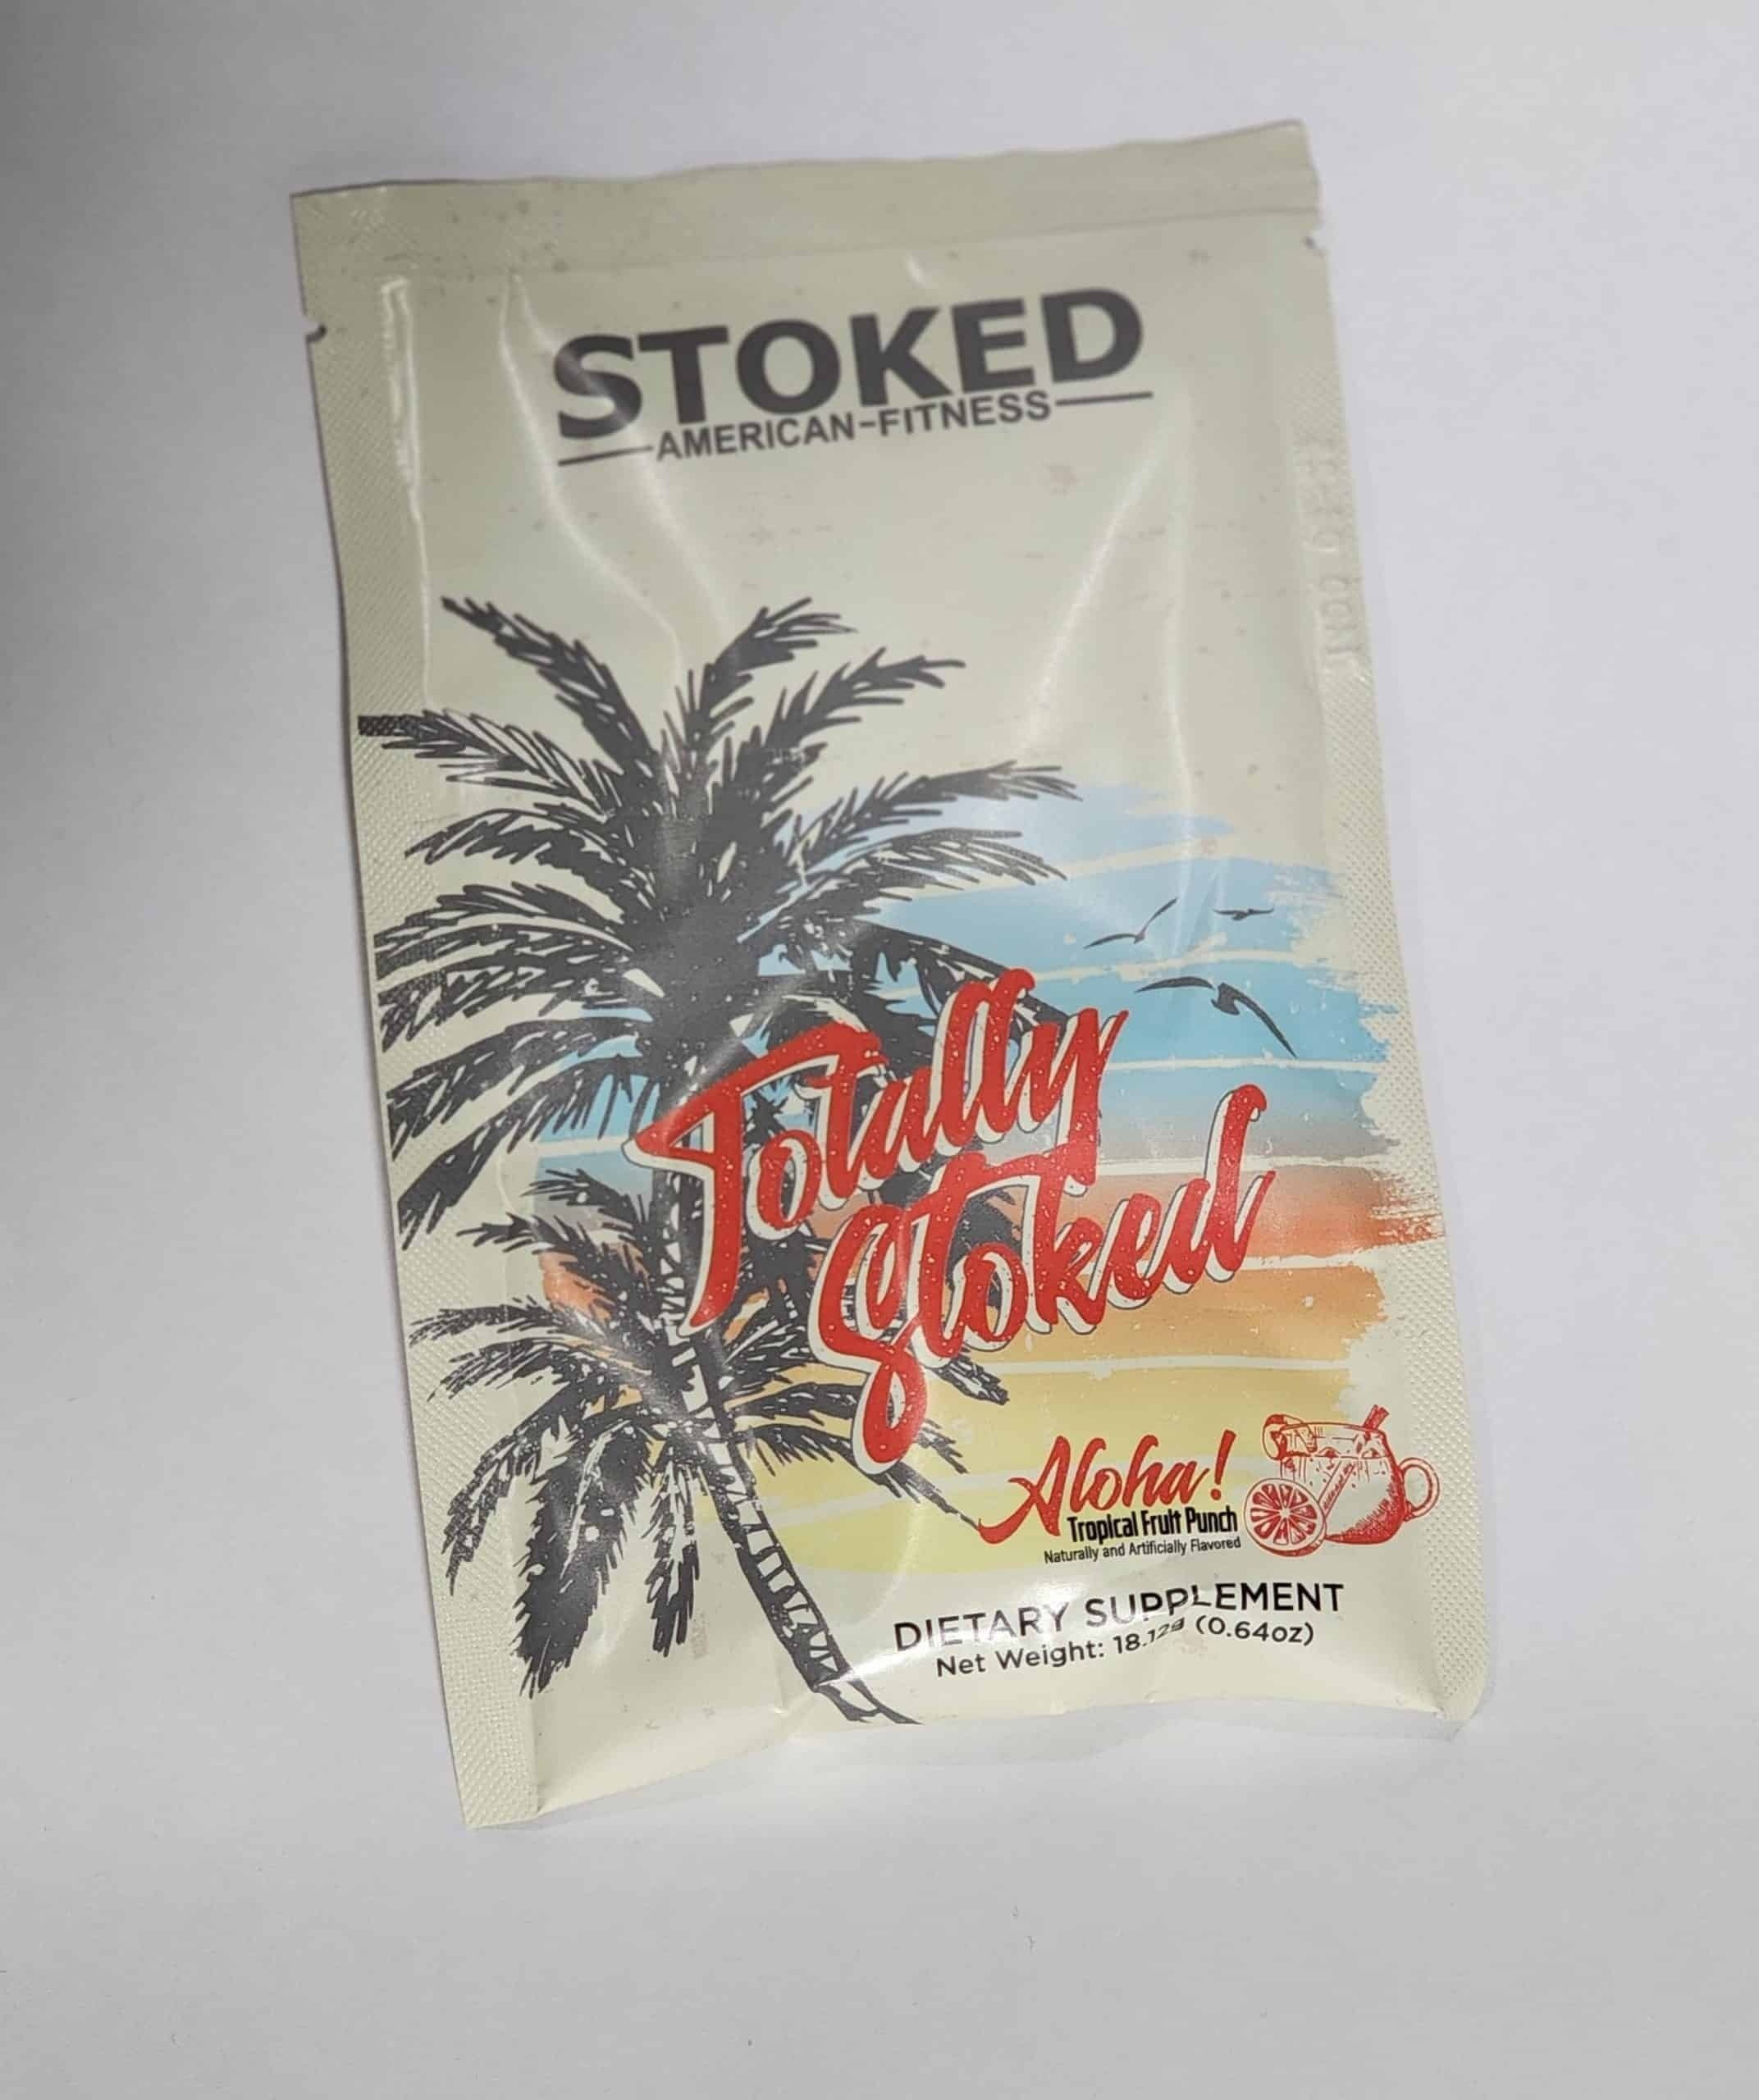 STOKED
AMERICAN-FITNESS
Totally
Stoked
Aloha!
Tropical Fruit Punch
Naturally and Artificially Flavored
DIETARY SUPPLEMENT
Net Weight: 18.12g (0.64oz)